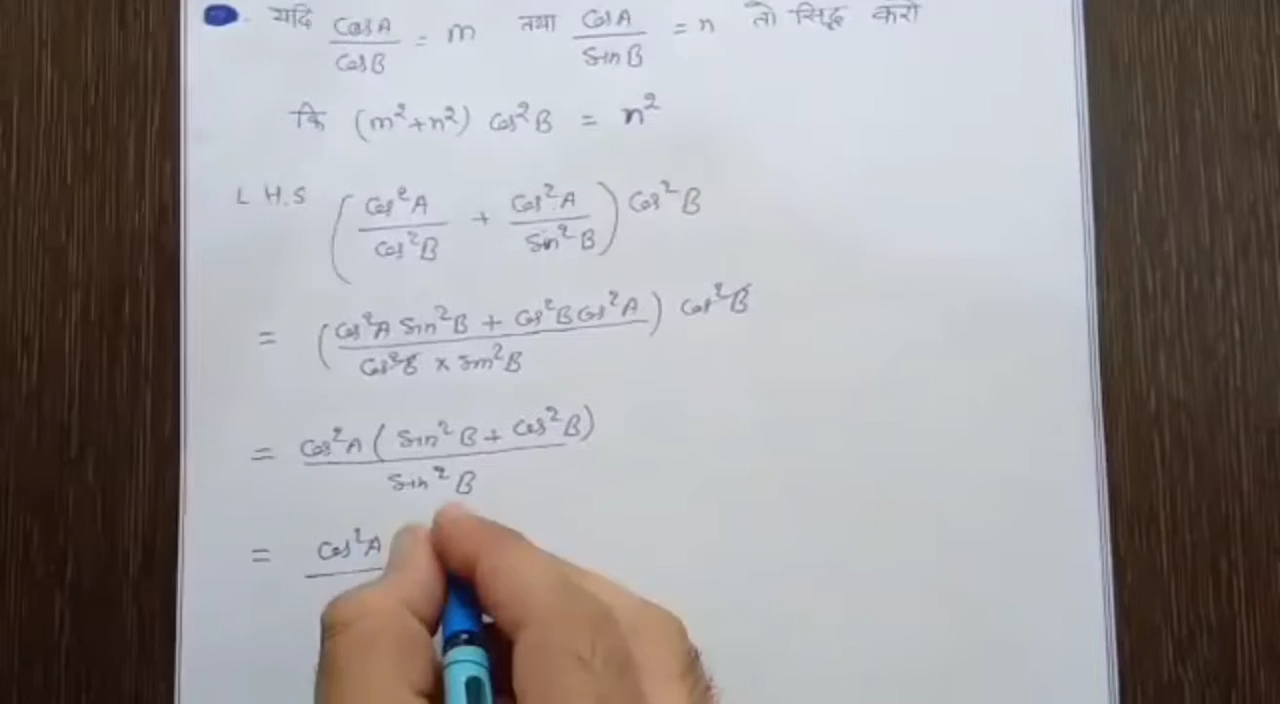 यदि CosA/CosB = m तथा CosA/SinB = n तो सिद्ध करो
कि (m²+n²) Cos²B = n²
L H.S (Cos²A/Cos²B + Cos²A/Sin²B) Cos²B
= (Cos²A Sin²B + Cos²B Cos²A / Cos²B × Sin²B) Cos²B
= Cos²A (Sin²B + Cos²B) / Sin²B
= Cos²A